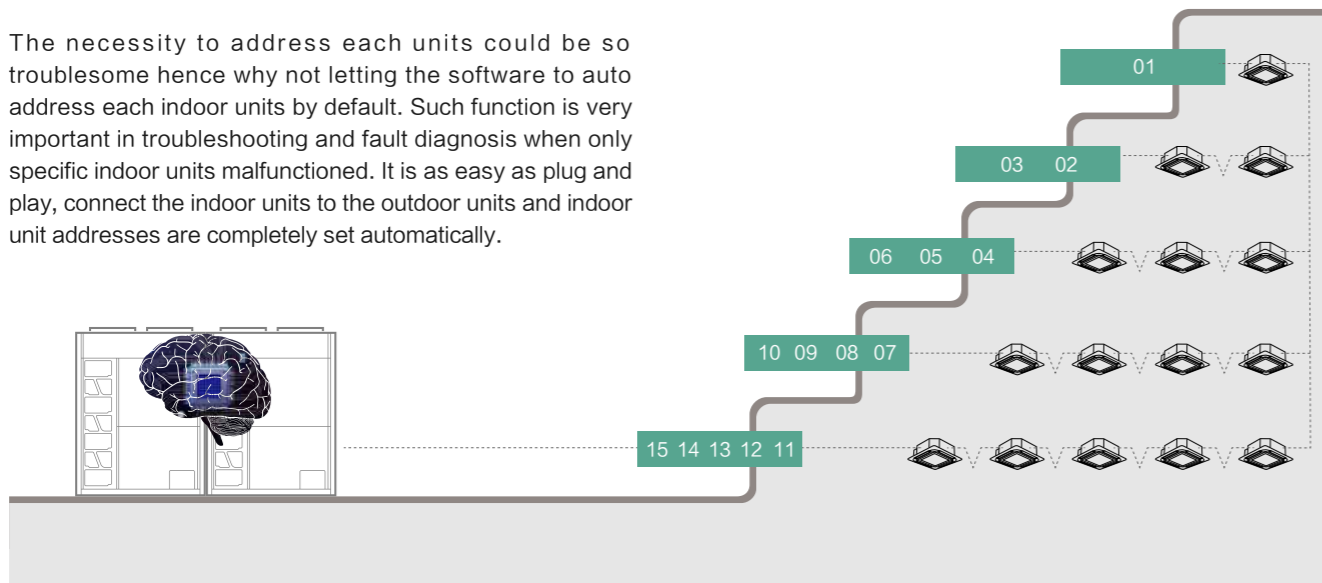 The necessity to address each units could be so
troublesome hence why not letting the software to auto
address each indoor units by default. Such function is very
important in troubleshooting and fault diagnosis when only
specific indoor units malfunctioned. It is as easy as plug and
play, connect the indoor units to the outdoor units and indoor
unit addresses are completely set automatically.
01
03 02
06 05 04
10 09 08 07
15 14 13 12 11